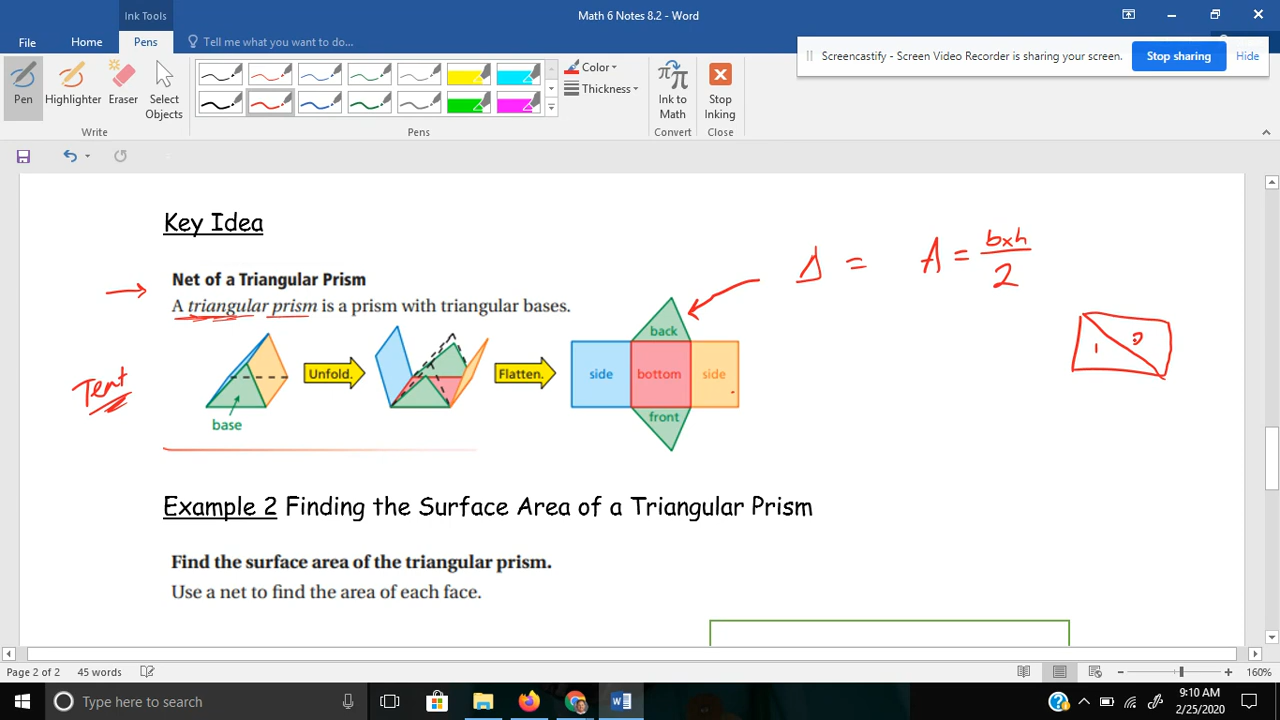 Ink Tools
Math 6 Notes 8.2 - Word
File
Home
Pens
Tell me what you want to do...
Screencastify - Screen Video Recorder is sharing your screen.
Stop sharing
Hide
Pen
Highlighter
Eraser
Select
Objects
Color
Thickness
Ink to
Math
Stop
Inking
Write
Pens
Convert
Close
Key Idea
Δ = A = bxh
2
Net of a Triangular Prism
A triangular prism is a prism with triangular bases.
Tent
base
Unfold.
Flatten.
back
side
bottom
side
front
1
2
Example 2 Finding the Surface Area of a Triangular Prism
Find the surface area of the triangular prism.
Use a net to find the area of each face.
Page 2 of 2
45 words
160%
Type here to search
9:10 AM
2/25/2020